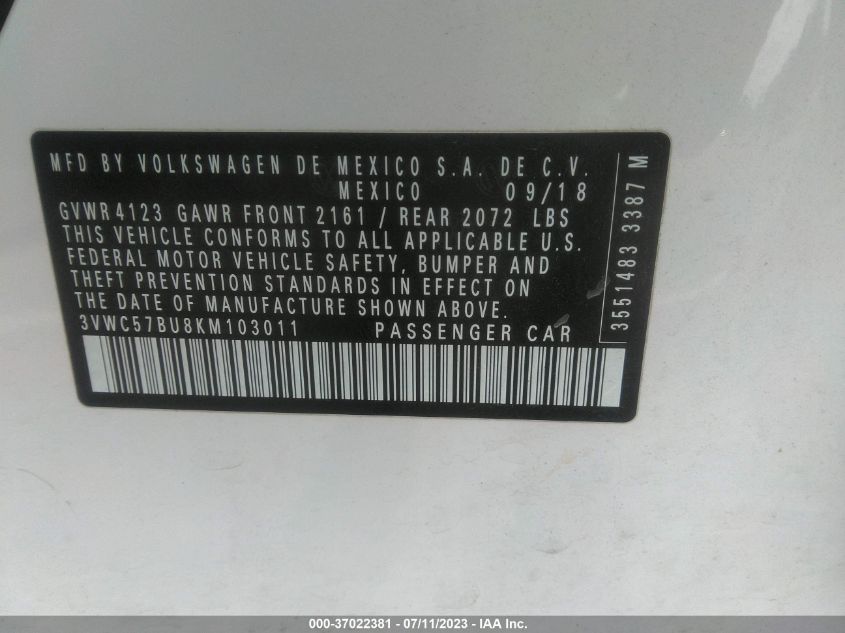 MFD BY VOLKSWAGEN DE MEXICO S.A. DE C.V.
MEXICO 09/18
GVWR 4123 GAWR FRONT 2161 / REAR 2072 LBS
THIS VEHICLE CONFORMS TO ALL APPLICABLE U.S.
FEDERAL MOTOR VEHICLE SAFETY, BUMPER AND
THEFT PREVENTION STANDARDS IN EFFECT ON
THE DATE OF MANUFACTURE SHOWN ABOVE.
3VWC57BU8KM103011 PASSENGER CAR
3551483 3387 M
000-37022381 - 07/11/2023 - IAA Inc.